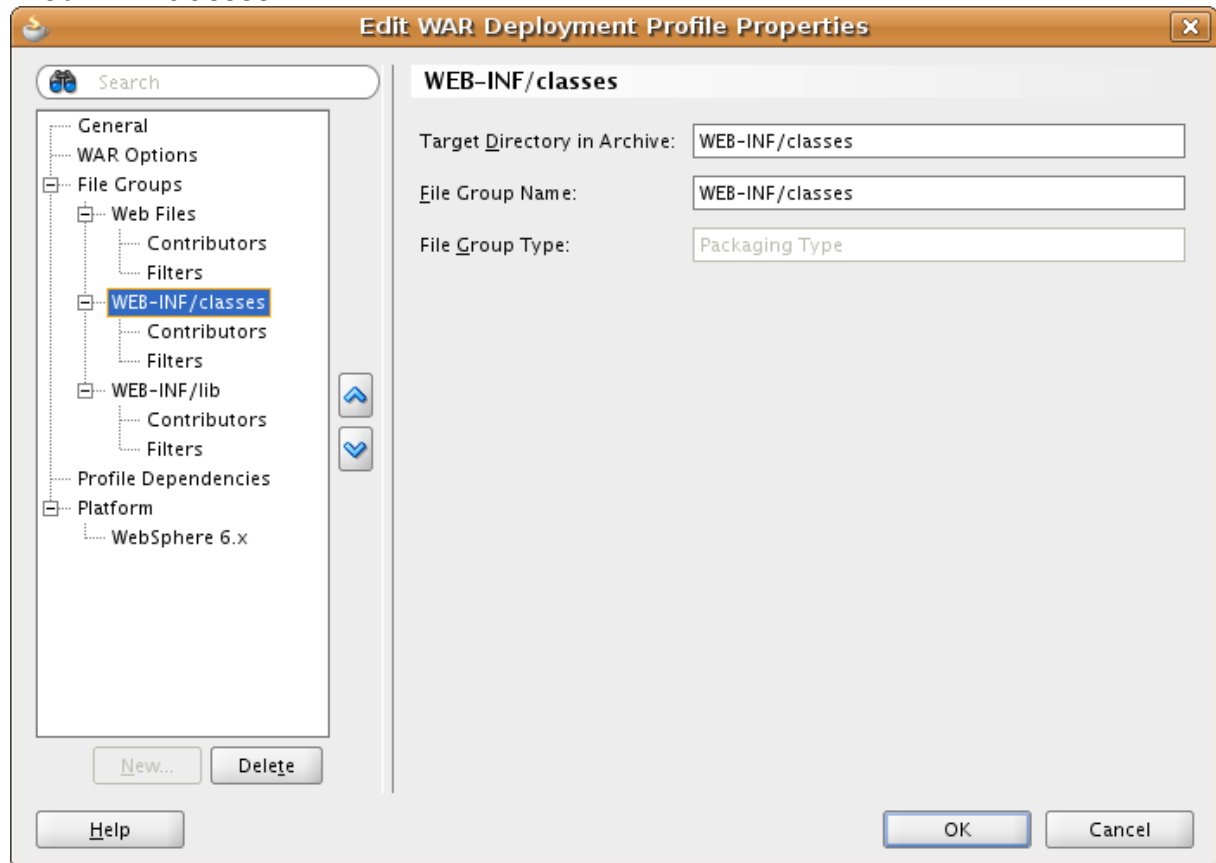 Edit WAR Deployment Profile Properties
Search
General
WAR Options
File Groups
Web Files
Contributors
Filters
WEB-INF/classes
Contributors
Filters
WEB-INF/lib
Contributors
Filters
Profile Dependencies
Platform
WebSphere 6.x
New...
Delete
WEB-INF/classes
Target Directory in Archive: WEB-INF/classes
File Group Name: WEB-INF/classes
File Group Type: Packaging Type
Help
OK
Cancel